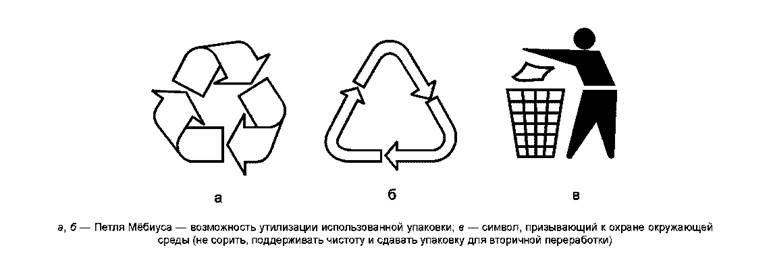 а
б
в
а, б — Петля Мёбиуса — возможность утилизации использованной упаковки; в — символ, призывающий к охране окружающей
среды (не сорить, поддерживать чистоту и сдавать упаковку для вторичной переработки)